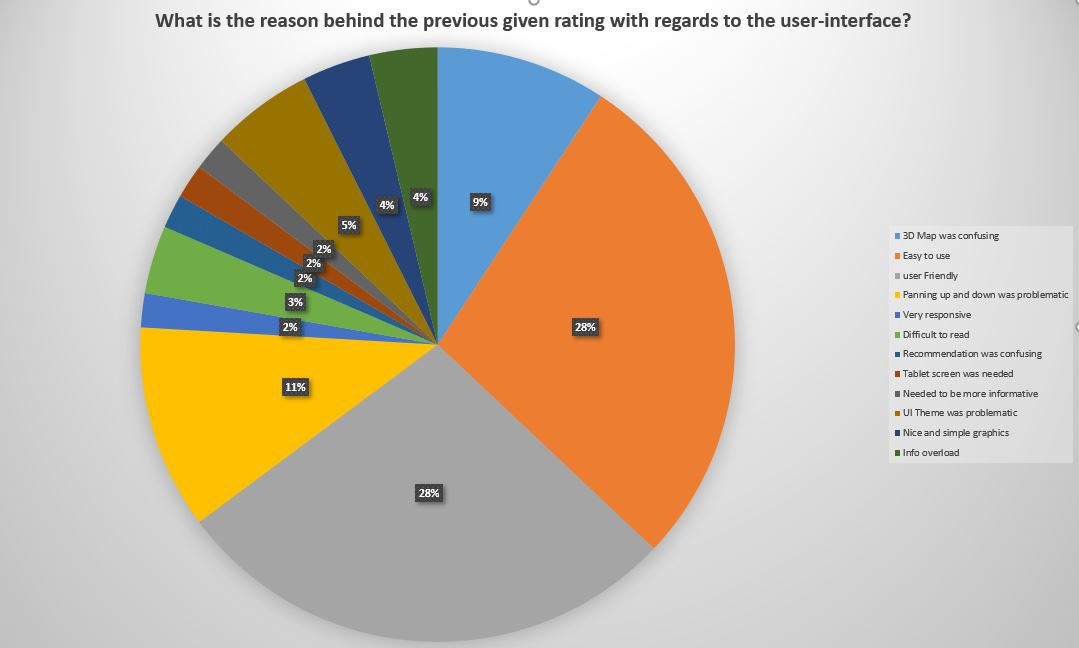 What is the reason behind the previous given rating with regards to the user-interface?
9%
28%
28%
11%
2%
3%
2%
2%
2%
5%
4%
4%
3D Map was confusing
Easy to use
user Friendly
Panning up and down was problematic
Very responsive
Difficult to read
Recommendation was confusing
Tablet screen was needed
Needed to be more informative
UI Theme was problematic
Nice and simple graphics
Info overload